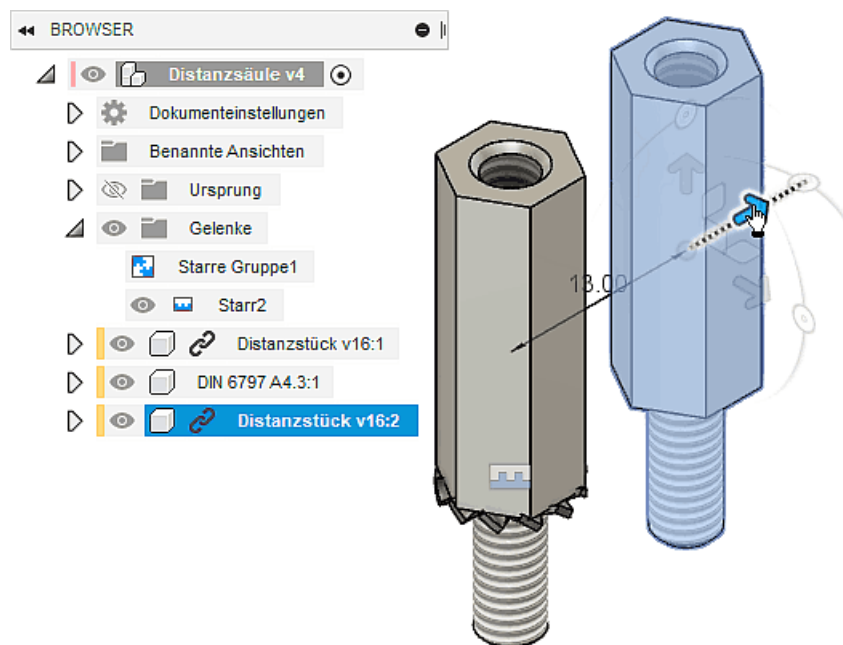 BROWSER
Distanzsäule v4
Dokumenteinstellungen
Benannte Ansichten
Ursprung
Gelenke
Starre Gruppe1
Starr2
Distanzstück v16:1
DIN 6797 A4.3:1
Distanzstück v16:2
13.00